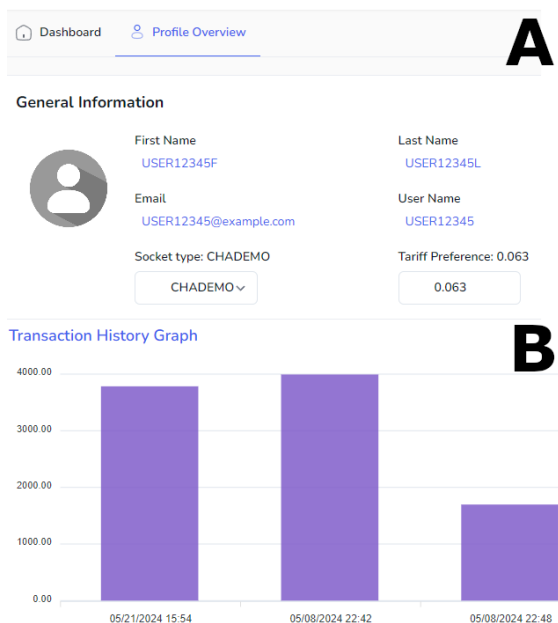 Dashboard Profile Overview
A
General Information
First Name Last Name
USER12345F USER12345L
Email User Name
USER12345@example.com USER12345
Socket type: CHADEMO Tariff Preference: 0.063
CHADEMO 0.063
Transaction History Graph
B
4000.00
3000.00
2000.00
1000.00
0.00
05/21/2024 15:54 05/08/2024 22:42 05/08/2024 22:48